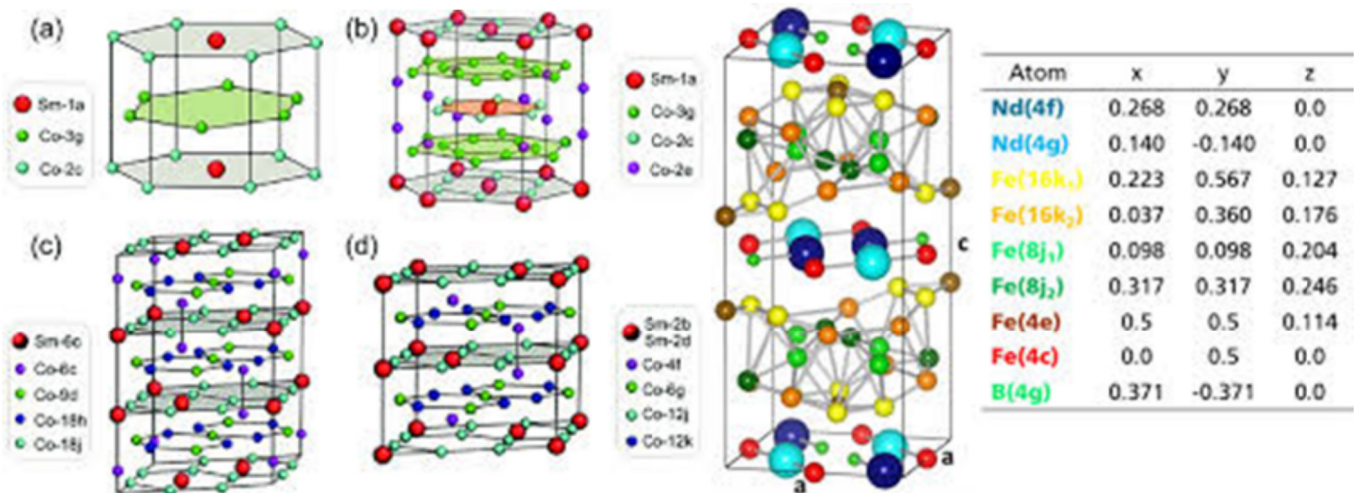 (a)
Sm-1a
Co-3g
Co-2c
(b)
Sm-1a
Co-3g
Co-2c
Co-2e
(c)
Sm-6c
Co-6c
Co-9d
Co-18h
Co-18j
(d)
Sm-2b
Sm-2d
Co-4f
Co-6g
Co-12j
Co-12k
c
a
a
Atom x y z
Nd(4f) 0.268 0.268 0.0
Nd(4g) 0.140 -0.140 0.0
Fe(16k₁) 0.223 0.567 0.127
Fe(16k₂) 0.037 0.360 0.176
Fe(8j₁) 0.098 0.098 0.204
Fe(8j₂) 0.317 0.317 0.246
Fe(4e) 0.5 0.5 0.114
Fe(4c) 0.0 0.5 0.0
B(4g) 0.371 -0.371 0.0